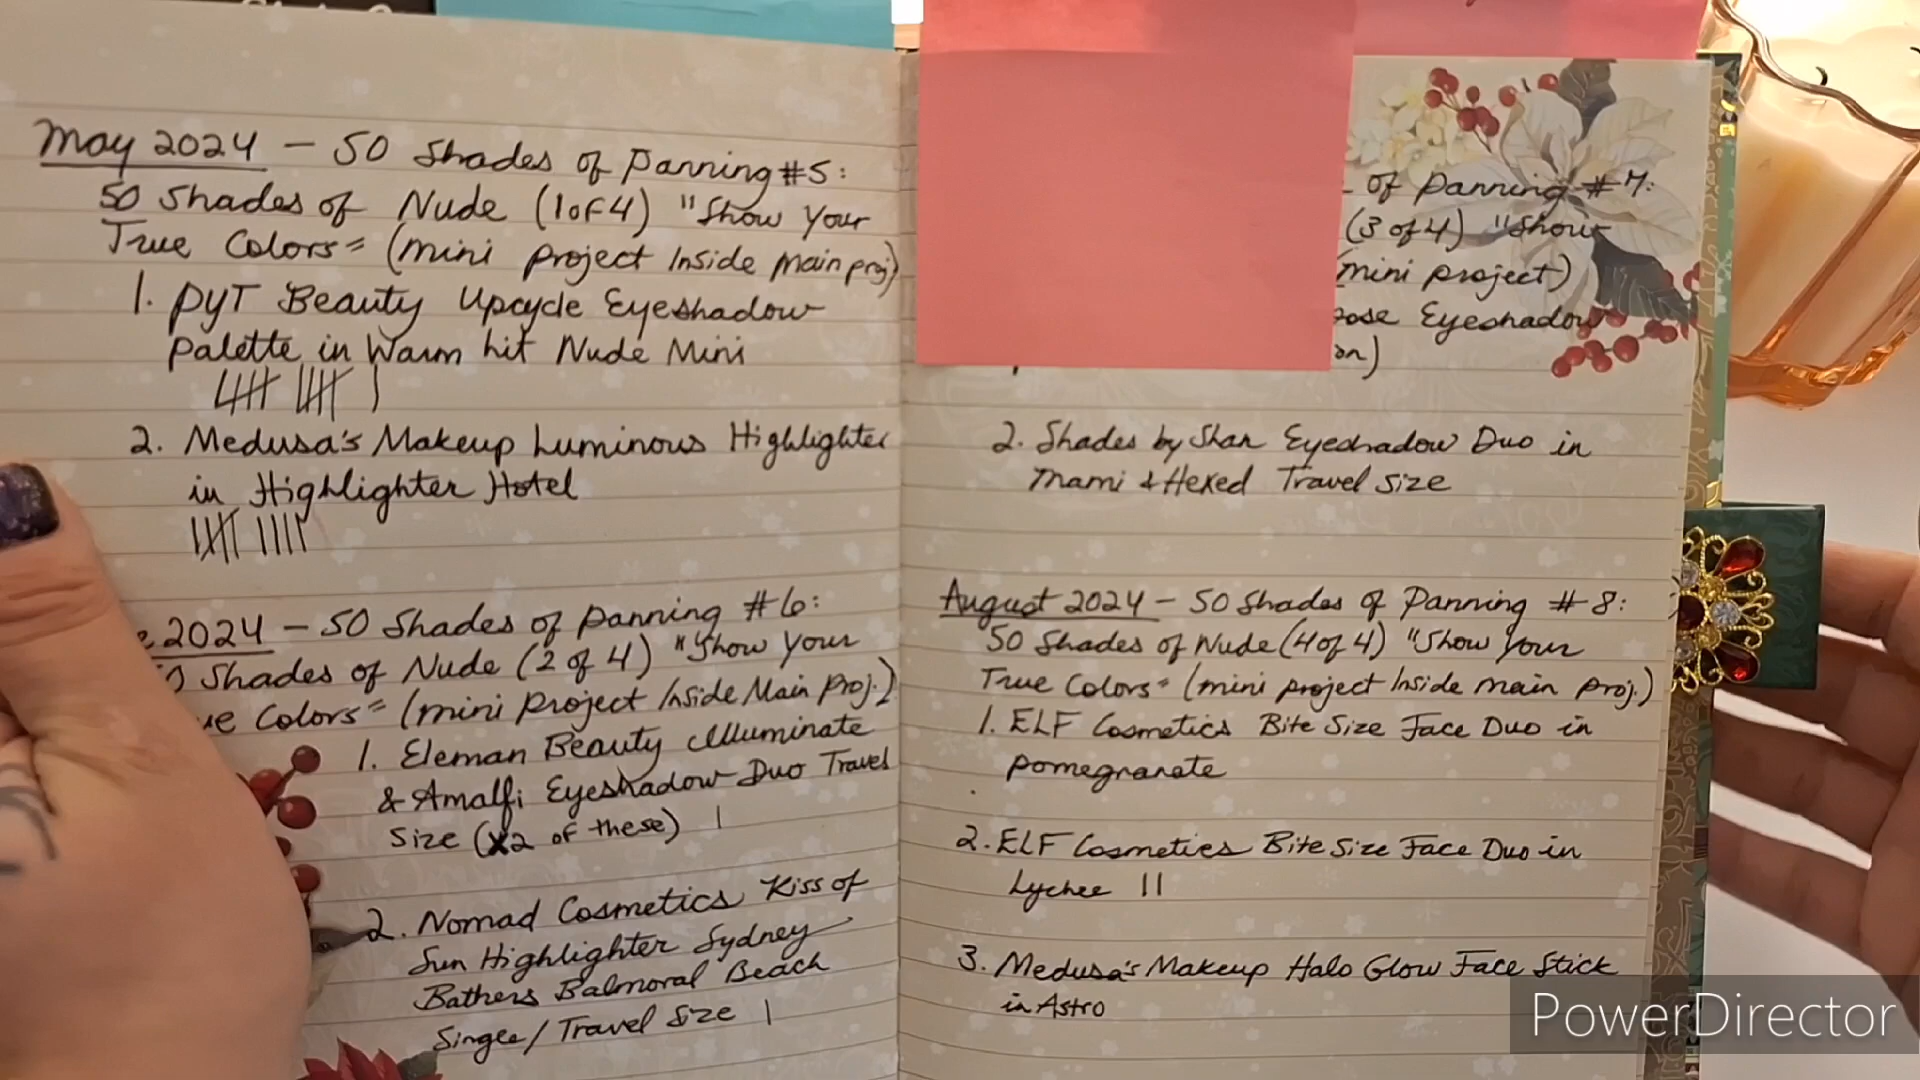 May 2024 - 50 Shades of Panning #5:
50 Shades of Nude (1 of 4) "Show Your
True Colors" (mini project Inside Main proj)
1. PYT Beauty Upcycle Eyeshadow
Palette in Warm Lit Nude Mini
2. Medusa's Makeup Luminous Highlighter
in Highlighter Hotel
2024 - 50 Shades of Panning #6:
Shades of Nude (2 of 4) "Show Your
ue Colors" (mini project Inside Main Proj.)
1. Eleman Beauty Illuminate
& Amalfi Eyeshadow Duo Travel
Size (x2 of these) |
2. Nomad Cosmetics Kiss of
Sun Highlighter Sydney
Bathers Balmoral Beach
Single/Travel Size |
of Panning #7:
(3 of 4) "Show
(mini project)
ose Eyeshadow
on)
2. Shades by Shan Eyeshadow Duo in
Mami & Hexed Travel Size
August 2024 - 50 Shades of Panning #8:
50 Shades of Nude (4 of 4) "Show Your
True Colors" (mini project Inside main proj.)
1. ELF Cosmetics Bite Size Face Duo in
Pomegranate
2. ELF Cosmetics Bite Size Face Duo in
Lychee ||
3. Medusa's Makeup Halo Glow Face Stick
in Astro
PowerDirector